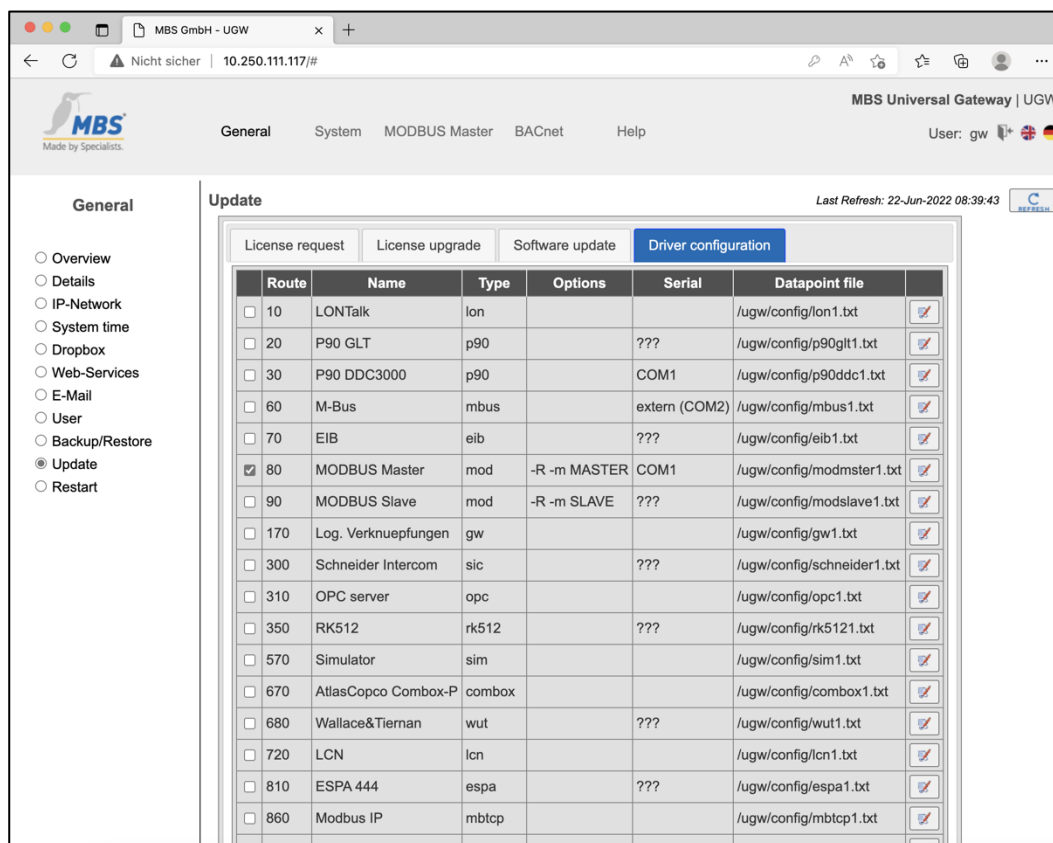 MBS GmbH - UGW
Nicht sicher | 10.250.111.117/#
MBS
Made by Specialists.
General System MODBUS Master BACnet Help
MBS Universal Gateway | UGW
User: gw
General
Overview
Details
IP-Network
System time
Dropbox
Web-Services
E-Mail
User
Backup/Restore
Update
Restart
Update
Last Refresh: 22-Jun-2022 08:39:43
REFRESH
License request License upgrade Software update Driver configuration
Route Name Type Options Serial Datapoint file
10 LONTalk lon /ugw/config/lon1.txt
20 P90 GLT p90 ??? /ugw/config/p90glt1.txt
30 P90 DDC3000 p90 COM1 /ugw/config/p90ddc1.txt
60 M-Bus mbus extern (COM2) /ugw/config/mbus1.txt
70 EIB eib ??? /ugw/config/eib1.txt
80 MODBUS Master mod -R -m MASTER COM1 /ugw/config/modmster1.txt
90 MODBUS Slave mod -R -m SLAVE ??? /ugw/config/modslave1.txt
170 Log. Verknuepfungen gw /ugw/config/gw1.txt
300 Schneider Intercom sic ??? /ugw/config/schneider1.txt
310 OPC server opc /ugw/config/opc1.txt
350 RK512 rk512 ??? /ugw/config/rk5121.txt
570 Simulator sim /ugw/config/sim1.txt
670 AtlasCopco Combox-P combox /ugw/config/combox1.txt
680 Wallace&Tiernan wut ??? /ugw/config/wut1.txt
720 LCN lcn /ugw/config/lcn1.txt
810 ESPA 444 espa ??? /ugw/config/espa1.txt
860 Modbus IP mbtcp /ugw/config/mbtcp1.txt